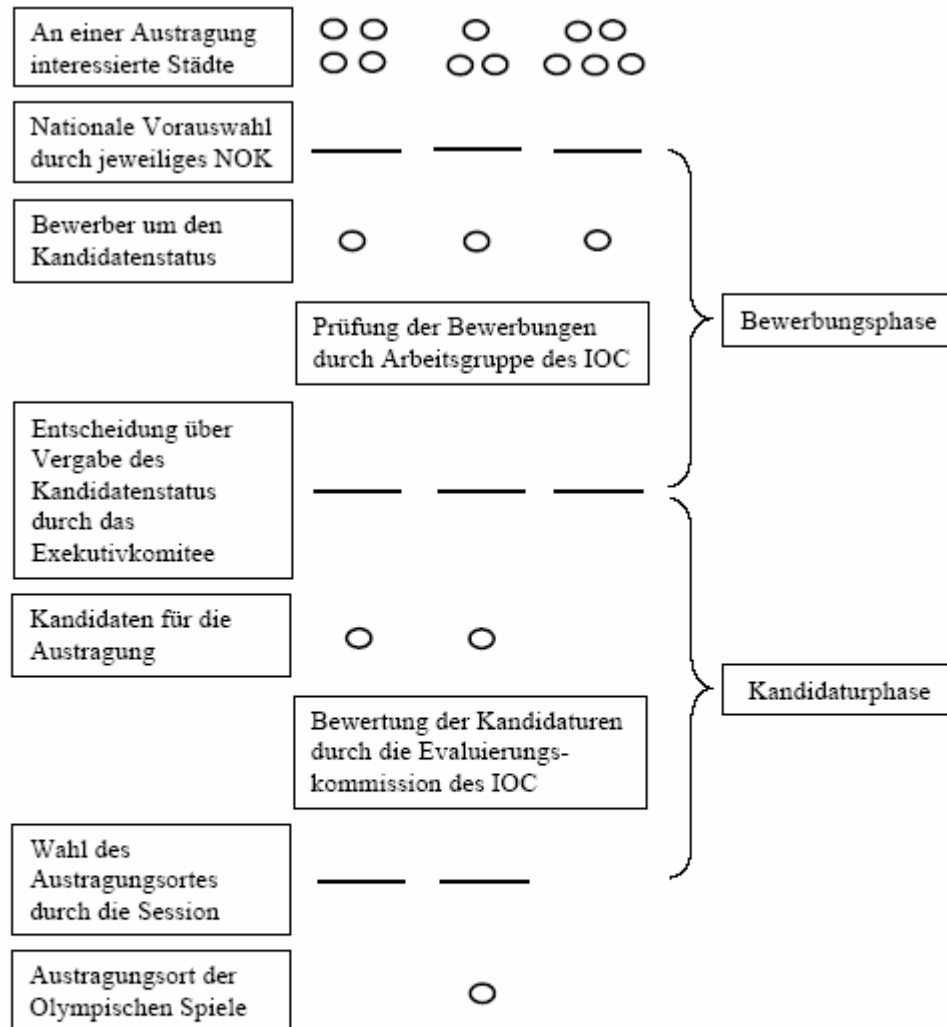 An einer Austragung
interessierte Städte
Nationale Vorauswahl
durch jeweiliges NOK
Bewerber um den
Kandidatenstatus
Prüfung der Bewerbungen
durch Arbeitsgruppe des IOC
Bewerbungsphase
Entscheidung über
Vergabe des
Kandidatenstatus
durch das
Exekutivkomitee
Kandidaten für die
Austragung
Kandidaturphase
Bewertung der Kandidaturen
durch die Evaluierungs-
kommission des IOC
Wahl des
Austragungsortes
durch die Session
Austragungsort der
Olympischen Spiele